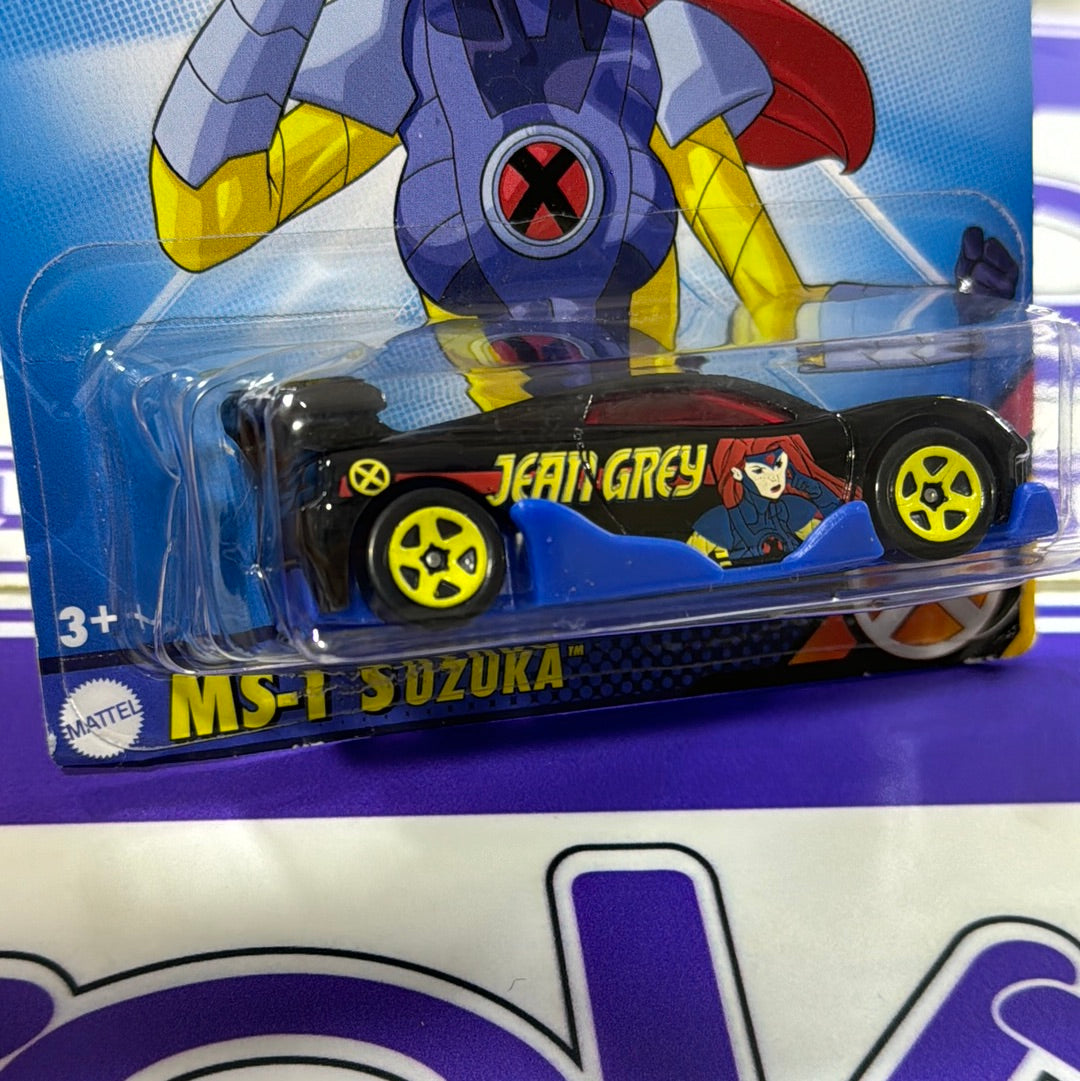 JEAN GREY
3+
MATTEL
MS-1 SUZUKA™